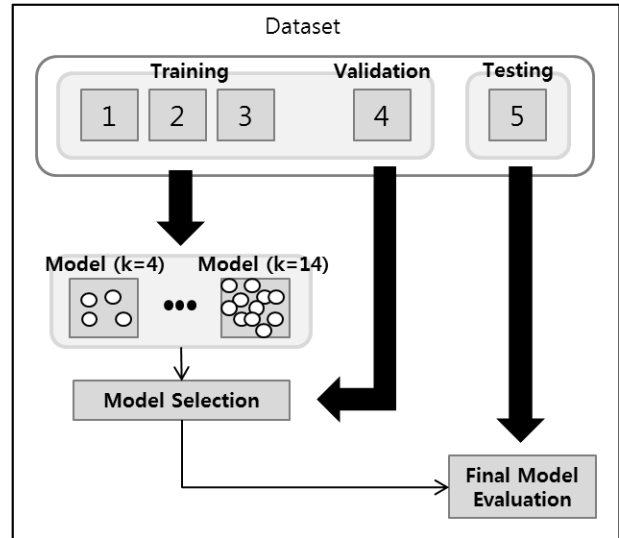 Dataset
Training
Validation
Testing
1 2 3
4
5
Model (k=4)
Model (k=14)
Model Selection
Final Model
Evaluation